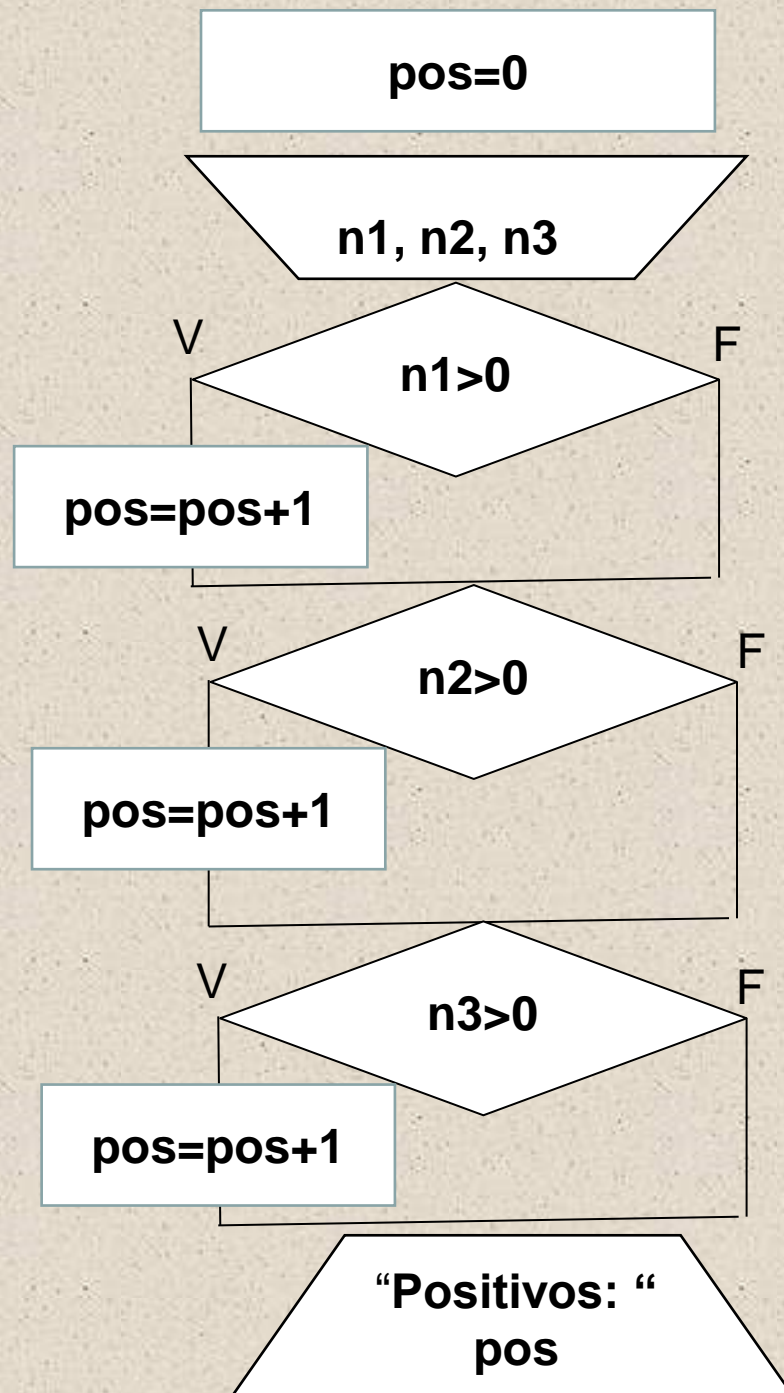 pos=0
n1, n2, n3
V
F
n1>0
pos=pos+1
V
F
n2>0
pos=pos+1
V
F
n3>0
pos=pos+1
“Positivos: “
pos